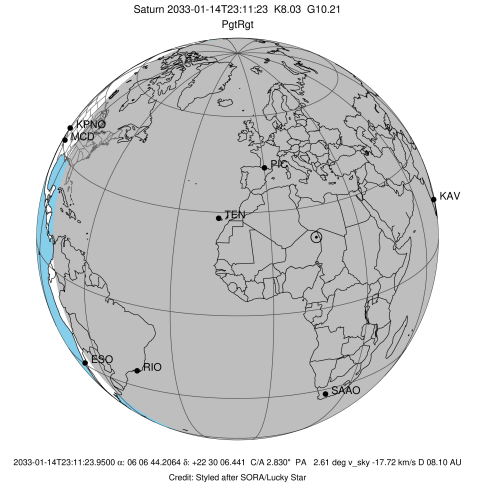 Saturn 2033-01-14T23:11:23  K8.03  G10.21
PgtRgt
KPNO
MCD
PIC
KAV
TEN
ESO
RIO
SAAO
2033-01-14T23:11:23.9500 α: 06 06 44.2064 δ: +22 30 06.441  C/A 2.830"  PA  2.61 deg v_sky -17.72 km/s D 08.10 AU
Credit: Styled after SORA/Lucky Star